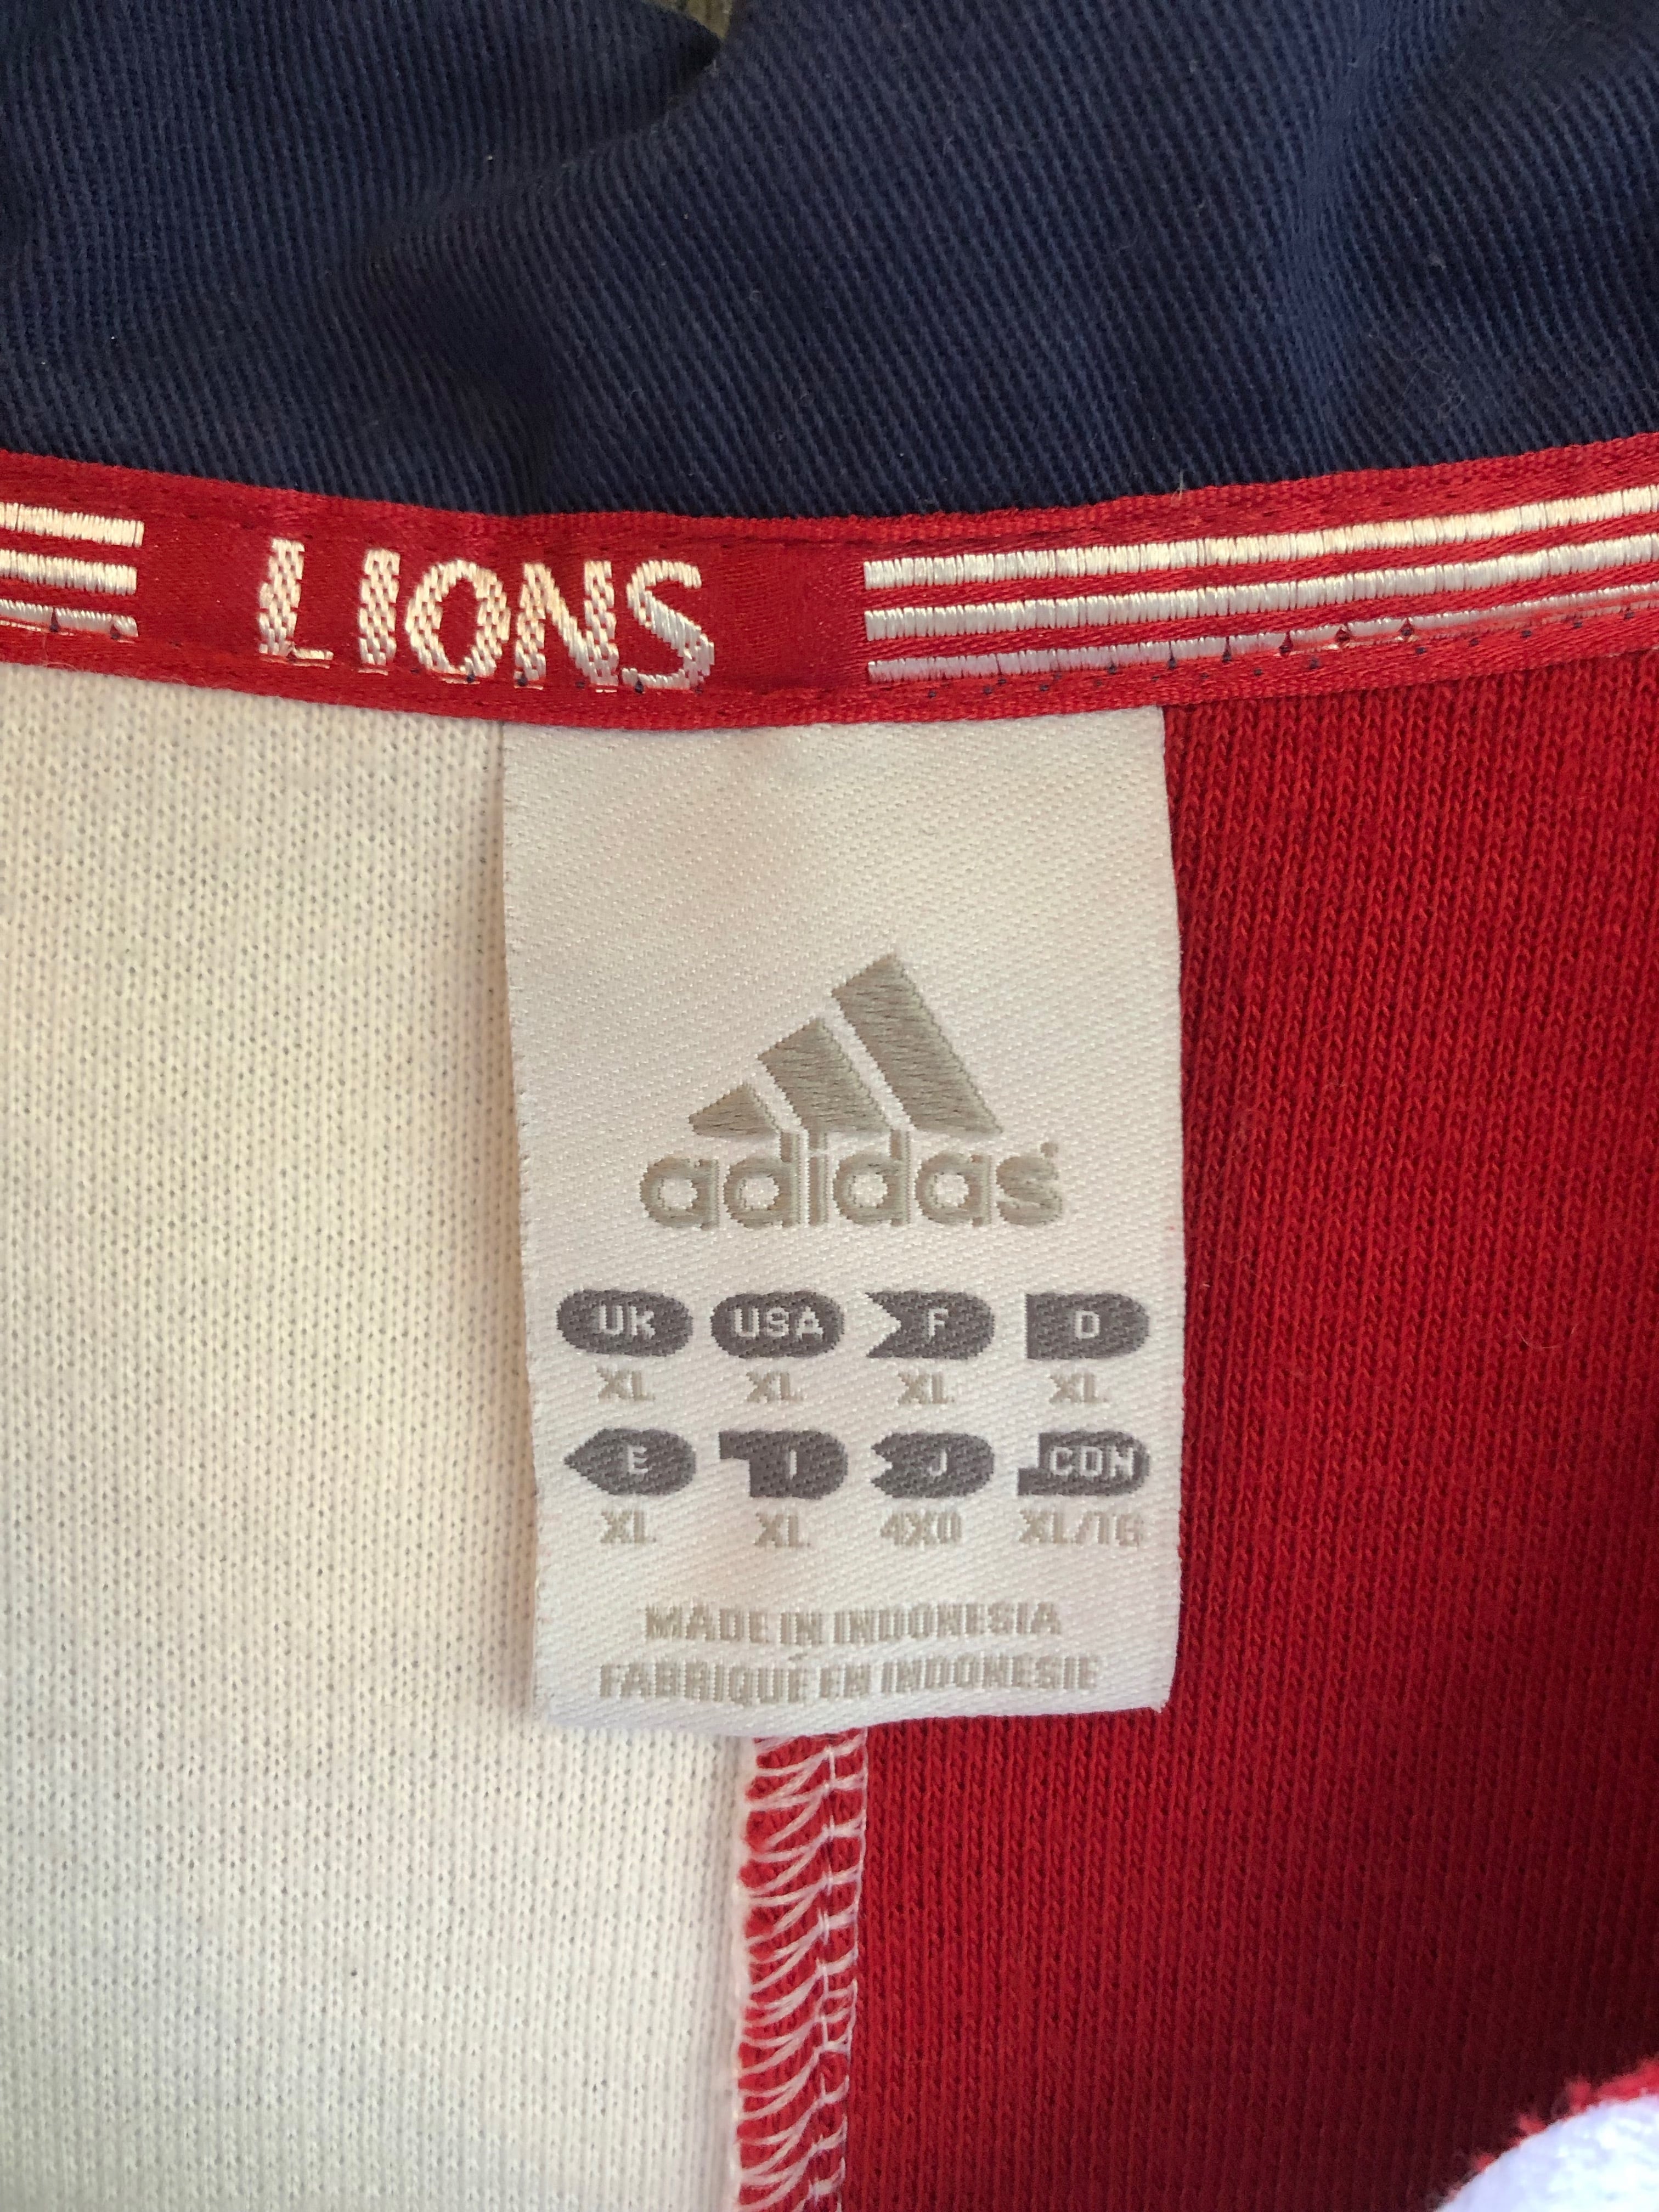 LIONS
adidas
UK USA F D
XL XL XL XL
E I J CDN
XL XL 4XO XL/TG
MADE IN INDONESIA
FABRIQUÉ EN INDONESIE